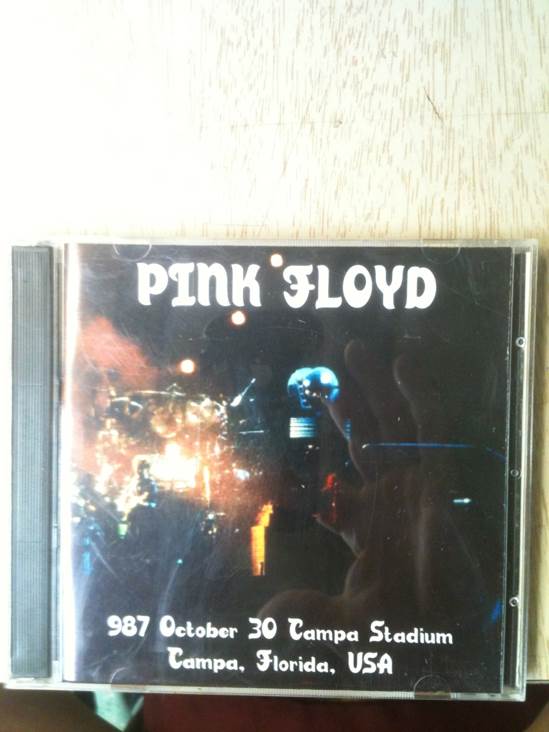 PINK FLOYD
987 October 30 Tampa Stadium
Tampa, Florida, USA